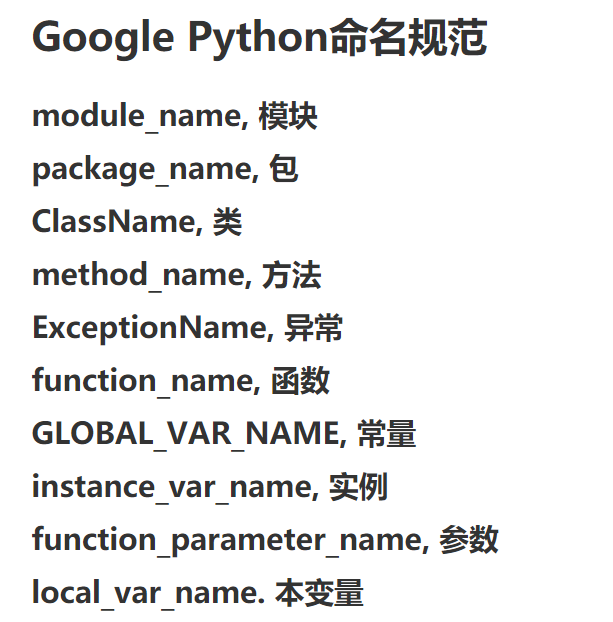 Google Python命名规范
module_name, 模块
package_name, 包
ClassName, 类
method_name, 方法
ExceptionName, 异常
function_name, 函数
GLOBAL_VAR_NAME, 常量
instance_var_name, 实例
function_parameter_name, 参数
local_var_name. 本变量